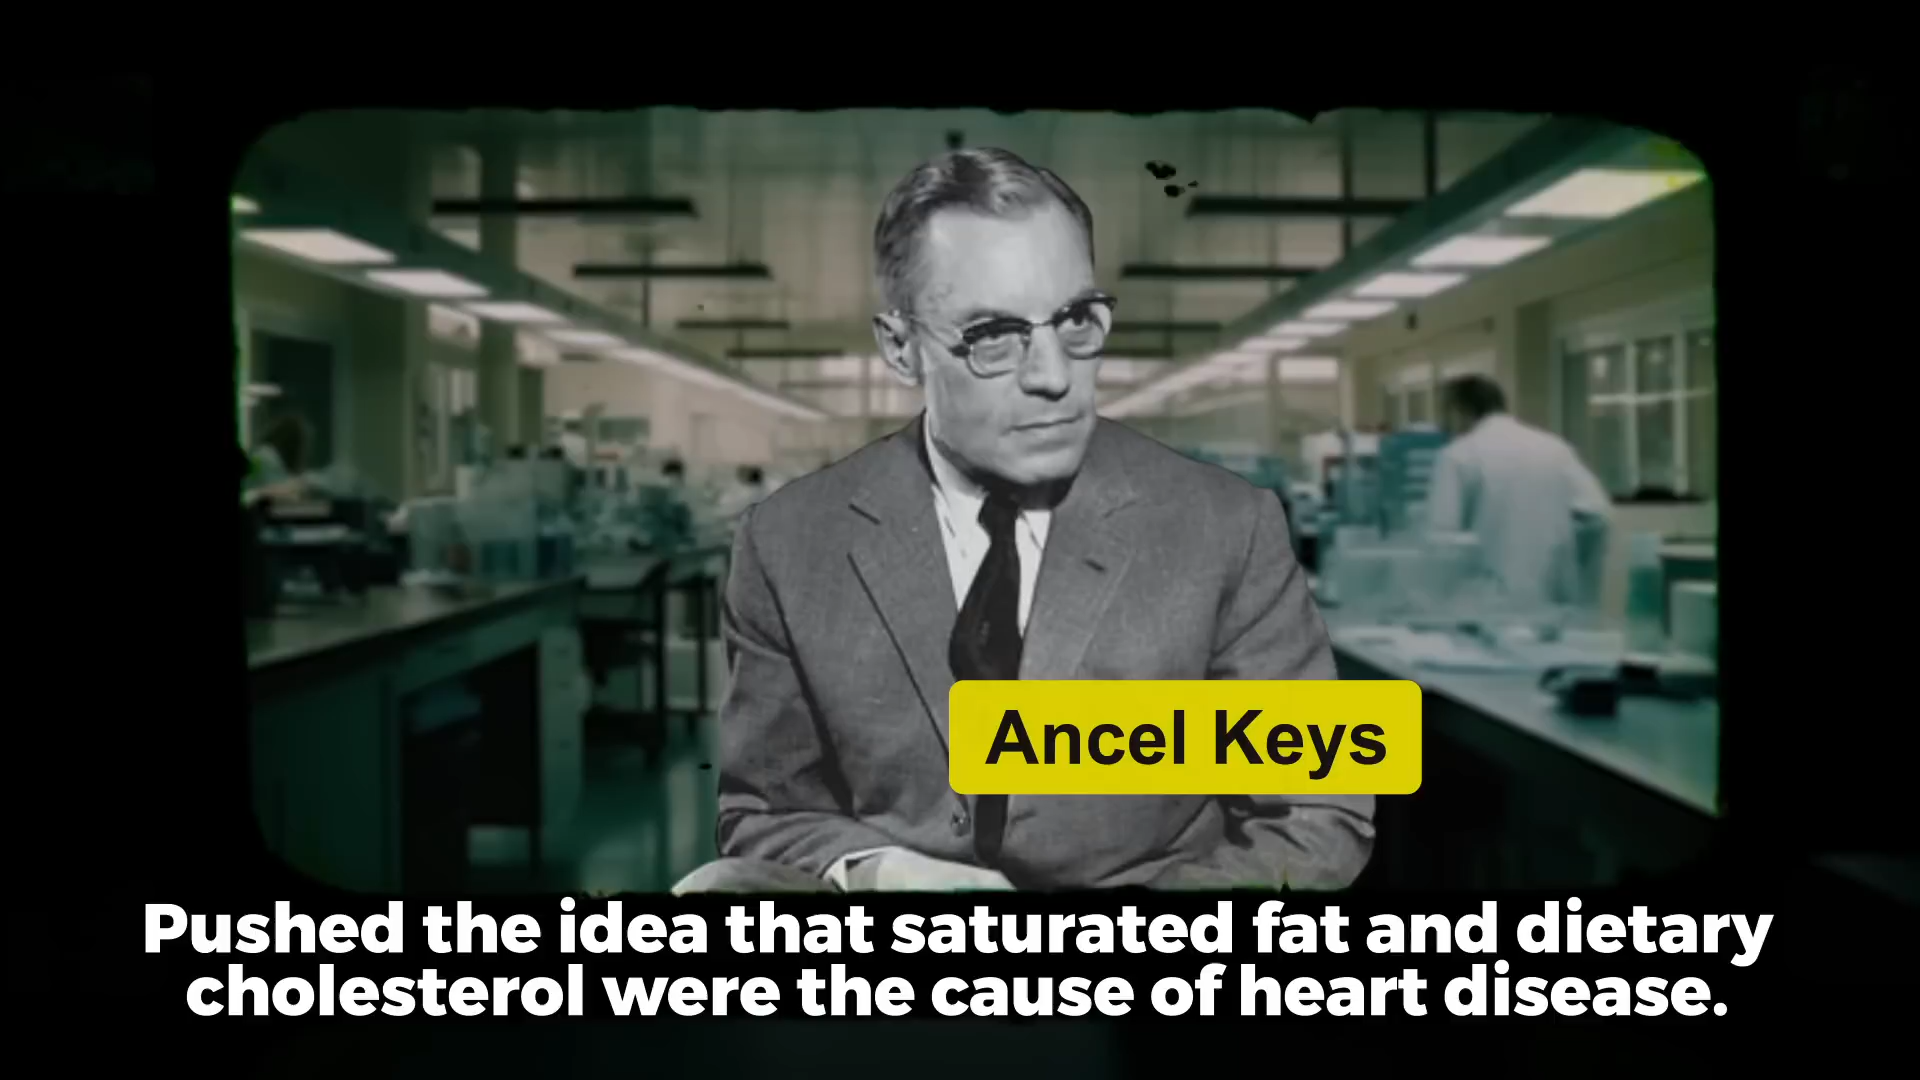 Ancel Keys
Pushed the idea that saturated fat and dietary
cholesterol were the cause of heart disease.